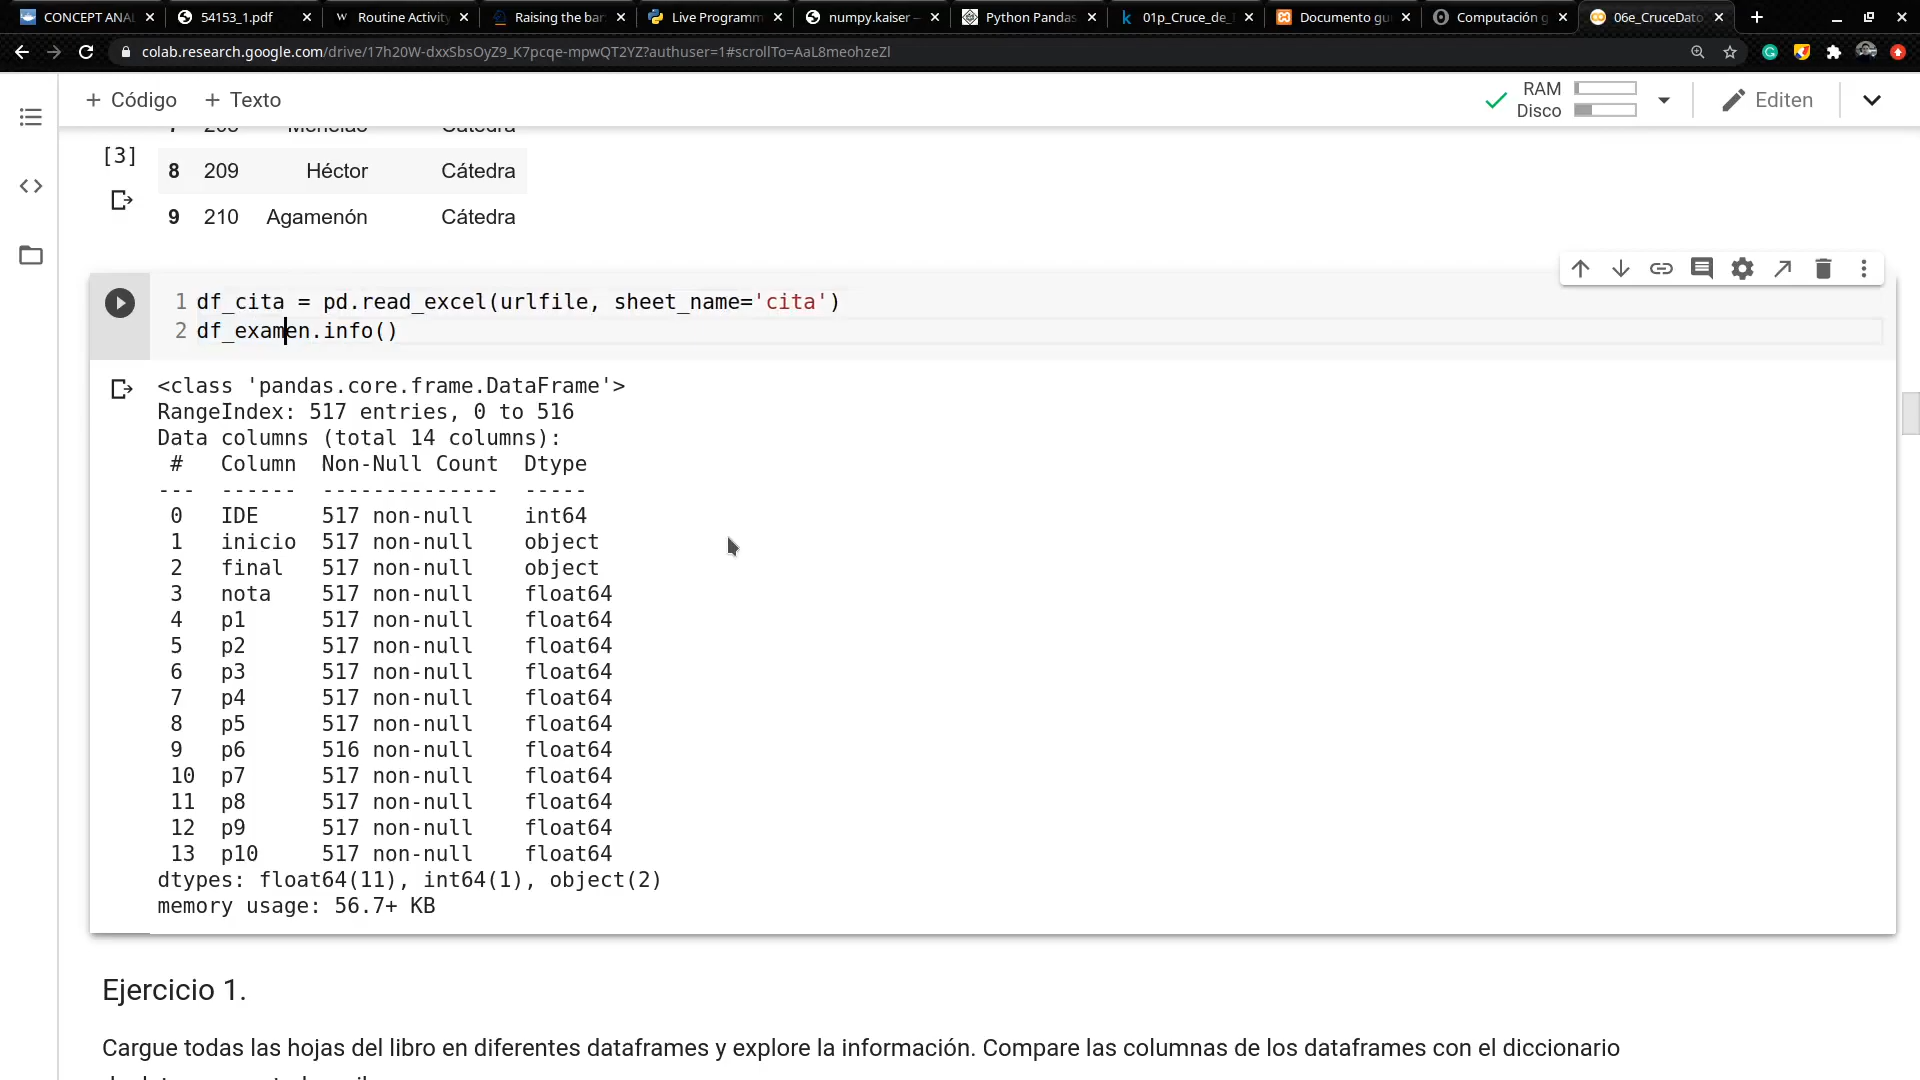 CONCEPT ANAL
54153_1.pdf
Routine Activity
Raising the bar
Live Programm
numpy.kaiser —
Python Pandas
01p_Cruce_de_
Documento gu
Computación g
06e_CruceDato
colab.research.google.com/drive/17h20W-dxxSbsOyZ9_K7pcqe-mpwQT2YZ?authuser=1#scrollTo=AaL8meohzeZl
+ Código + Texto
RAM
Disco
Editen
[3]
8 209 Héctor Cátedra
9 210 Agamenón Cátedra
1 df_cita = pd.read_excel(urlfile, sheet_name='cita')
2 df_examen.info()
<class 'pandas.core.frame.DataFrame'>
RangeIndex: 517 entries, 0 to 516
Data columns (total 14 columns):
# Column Non-Null Count Dtype
--- ------ -------------- -----
0 IDE 517 non-null int64
1 inicio 517 non-null object
2 final 517 non-null object
3 nota 517 non-null float64
4 p1 517 non-null float64
5 p2 517 non-null float64
6 p3 517 non-null float64
7 p4 517 non-null float64
8 p5 517 non-null float64
9 p6 516 non-null float64
10 p7 517 non-null float64
11 p8 517 non-null float64
12 p9 517 non-null float64
13 p10 517 non-null float64
dtypes: float64(11), int64(1), object(2)
memory usage: 56.7+ KB
Ejercicio 1.
Cargue todas las hojas del libro en diferentes dataframes y explore la información. Compare las columnas de los dataframes con el diccionario